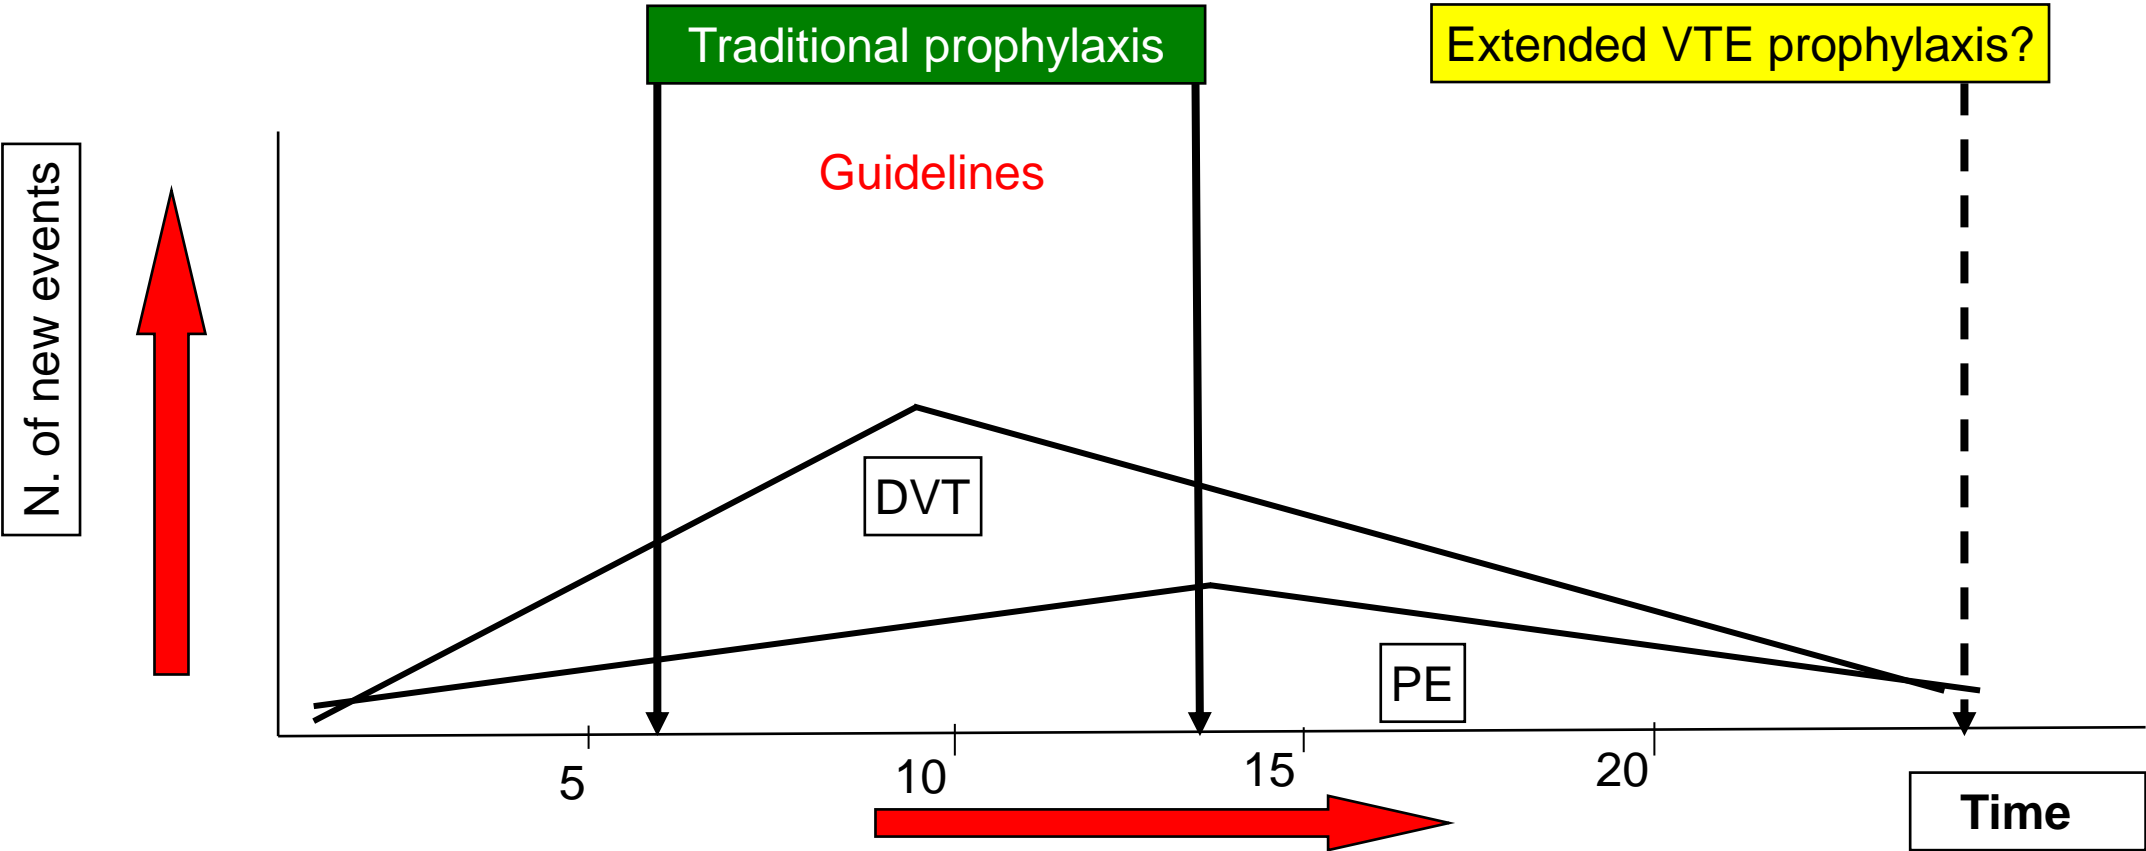 Traditional prophylaxis
Extended VTE prophylaxis?
Guidelines
N. of new events
DVT
PE
5
10
15
20
Time